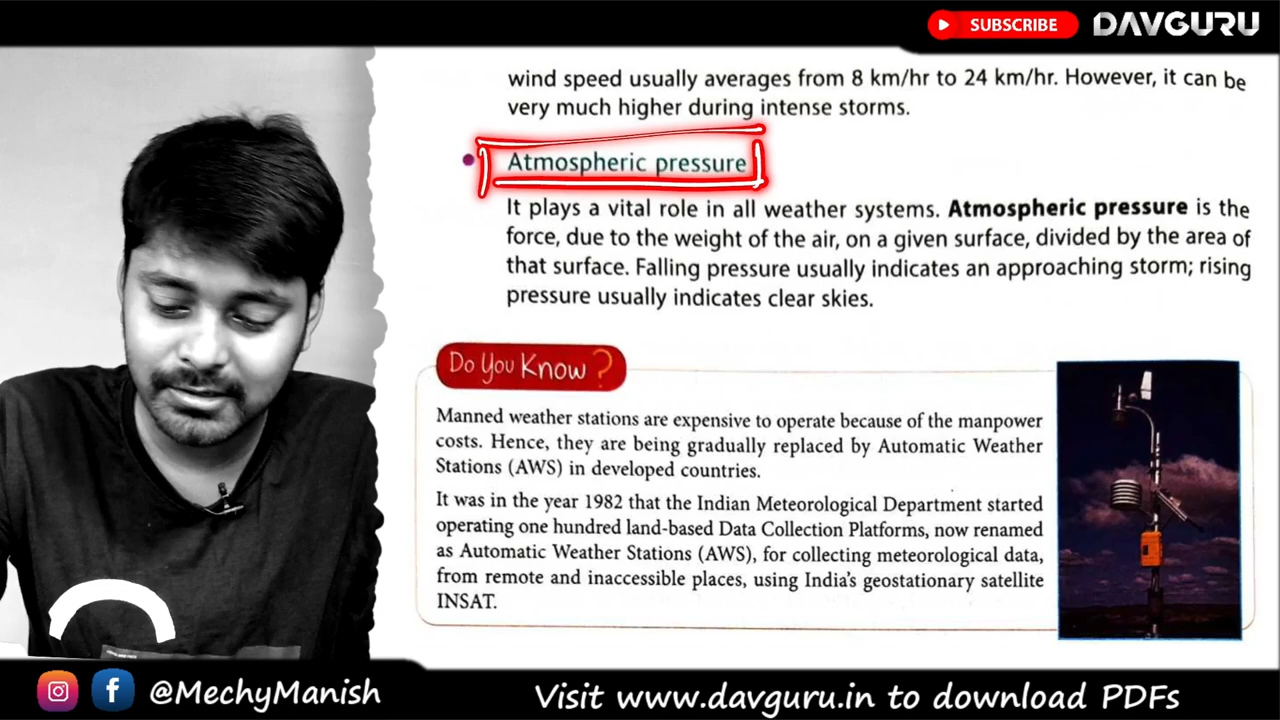 SUBSCRIBE DAVGURU
wind speed usually averages from 8 km/hr to 24 km/hr. However, it can be
very much higher during intense storms.
Atmospheric pressure
It plays a vital role in all weather systems. Atmospheric pressure is the
force, due to the weight of the air, on a given surface, divided by the area of
that surface. Falling pressure usually indicates an approaching storm; rising
pressure usually indicates clear skies.
Do You Know ?
Manned weather stations are expensive to operate because of the manpower
costs. Hence, they are being gradually replaced by Automatic Weather
Stations (AWS) in developed countries.
It was in the year 1982 that the Indian Meteorological Department started
operating one hundred land-based Data Collection Platforms, now renamed
as Automatic Weather Stations (AWS), for collecting meteorological data,
from remote and inaccessible places, using India's geostationary satellite
INSAT.
@MechyManish Visit www.davguru.in to download PDFs